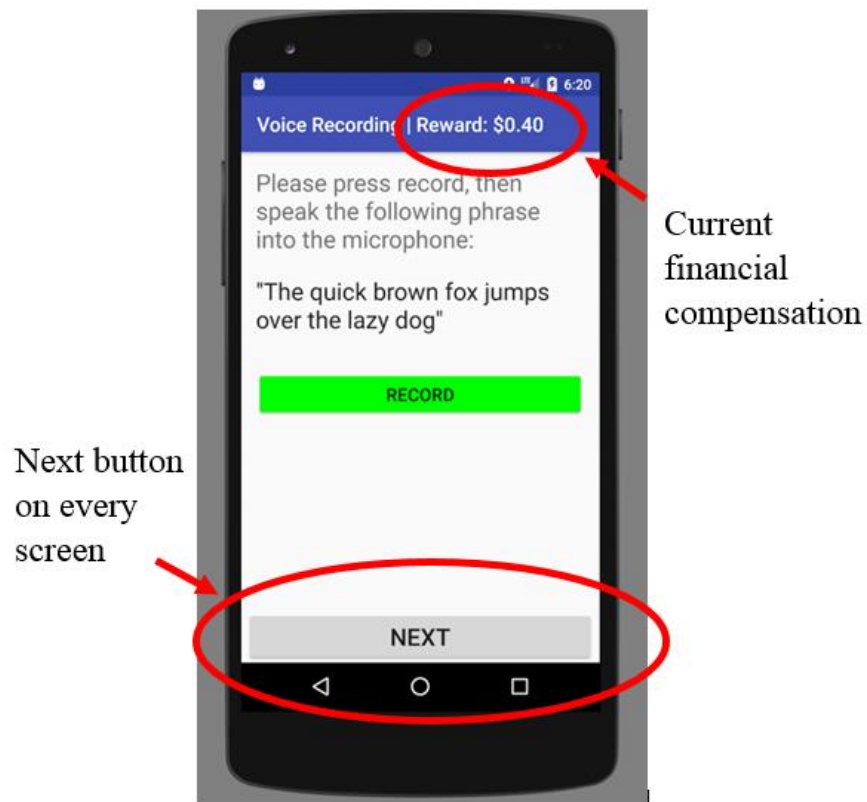 6:20
Voice Recording | Reward: $0.40
Please press record, then
speak the following phrase
into the microphone:
"The quick brown fox jumps
over the lazy dog"
RECORD
NEXT
Current
financial
compensation
Next button
on every
screen